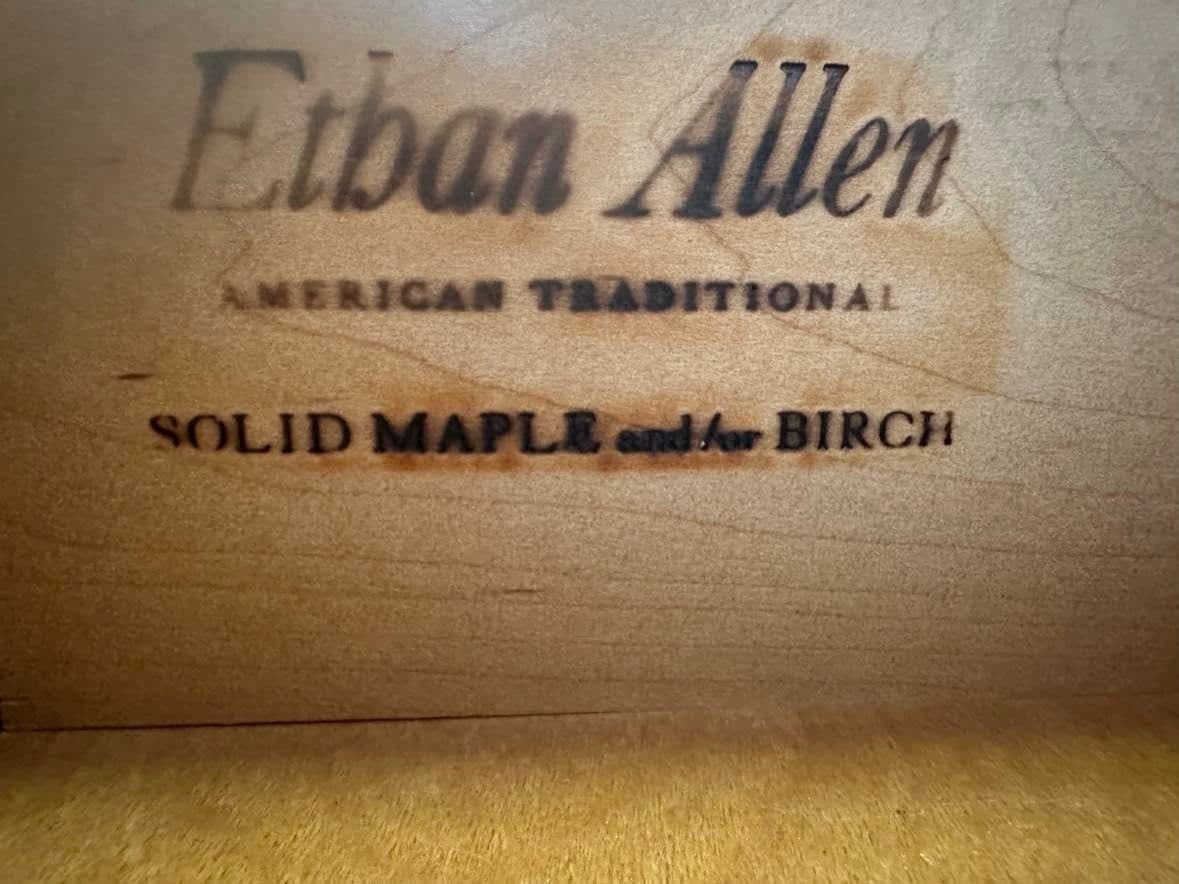 Ethan Allen
AMERICAN TRADITIONAL
SOLID MAPLE and/or BIRCH